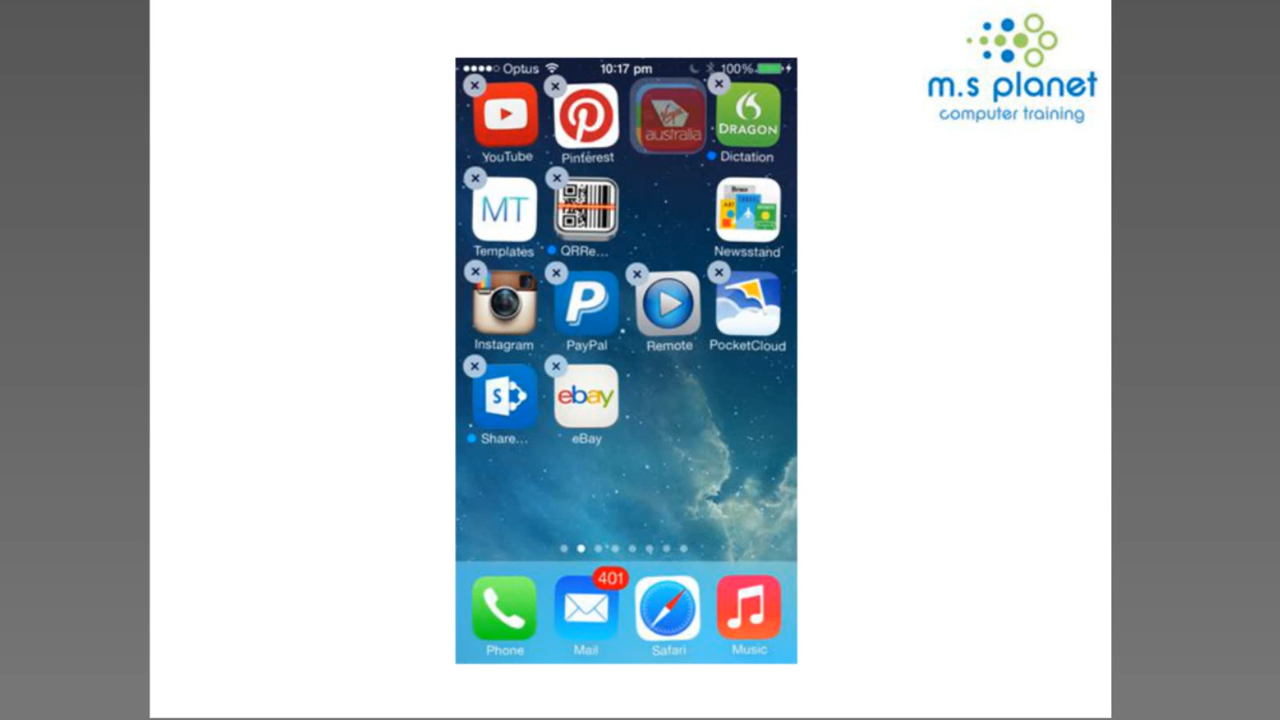 m.s planet
computer training
Optus
10:17 pm
100%
YouTube
Pinterest
virgin
australia
DRAGON
Dictation
MT
Templates
QRRe...
Newsstand
Instagram
PayPal
Remote
PocketCloud
S
Share...
ebay
eBay
401
Phone
Mail
Safari
Music